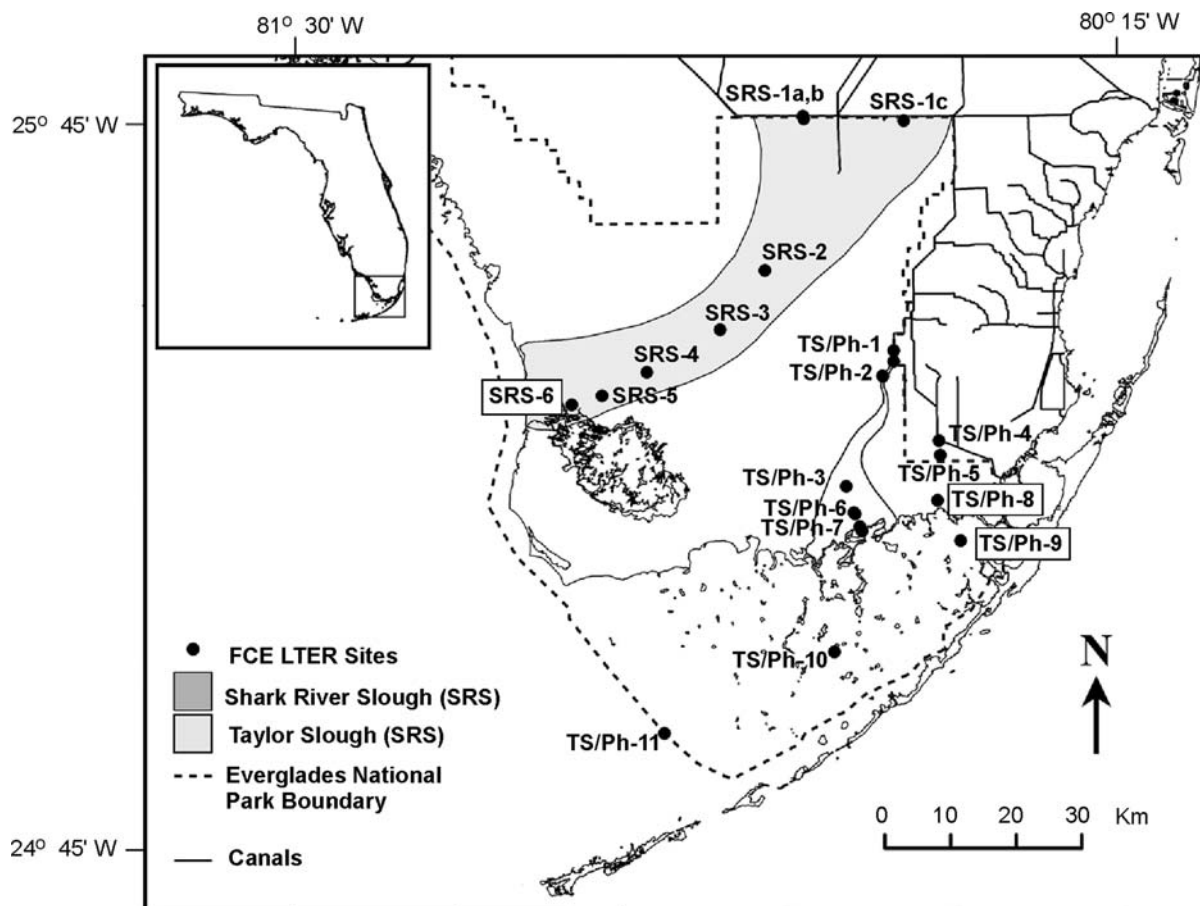 81° 30' W
80° 15' W
25° 45' W
SRS-1a,b
SRS-1c
SRS-2
SRS-3
SRS-4
SRS-5
SRS-6
TS/Ph-1
TS/Ph-2
TS/Ph-4
TS/Ph-5
TS/Ph-3
TS/Ph-8
TS/Ph-6
TS/Ph-7
TS/Ph-9
TS/Ph-10
TS/Ph-11
N
FCE LTER Sites
Shark River Slough (SRS)
Taylor Slough (SRS)
Everglades National
Park Boundary
Canals
0 10 20 30 Km
24° 45' W